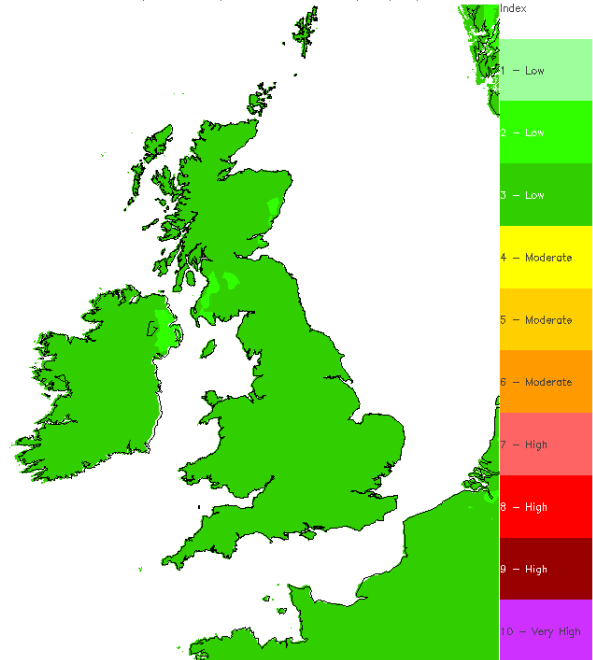 Index
1 - Low
2 - Low
3 - Low
4 - Moderate
5 - Moderate
6 - Moderate
7 - High
8 - High
9 - High
10 - Very High